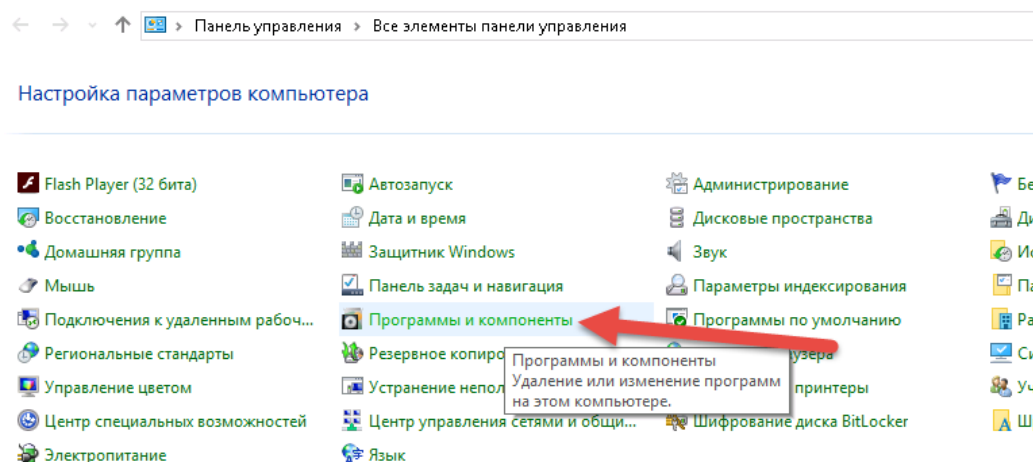 Панель управления › Все элементы панели управления
Настройка параметров компьютера
Flash Player (32 бита)
Автозапуск
Администрирование
Восстановление
Дата и время
Дисковые пространства
Домашняя группа
Защитник Windows
Звук
Мышь
Панель задач и навигация
Параметры индексирования
Подключения к удаленным рабоч...
Программы и компоненты
Программы по умолчанию
Региональные стандарты
Резервное
Программы и компоненты
Удаление или изменение программ
на этом компьютере.
Управление цветом
Устранение
принтеры
Центр специальных возможностей
Центр управления сетями и общи...
Шифрование диска BitLocker
Электропитание
Язык